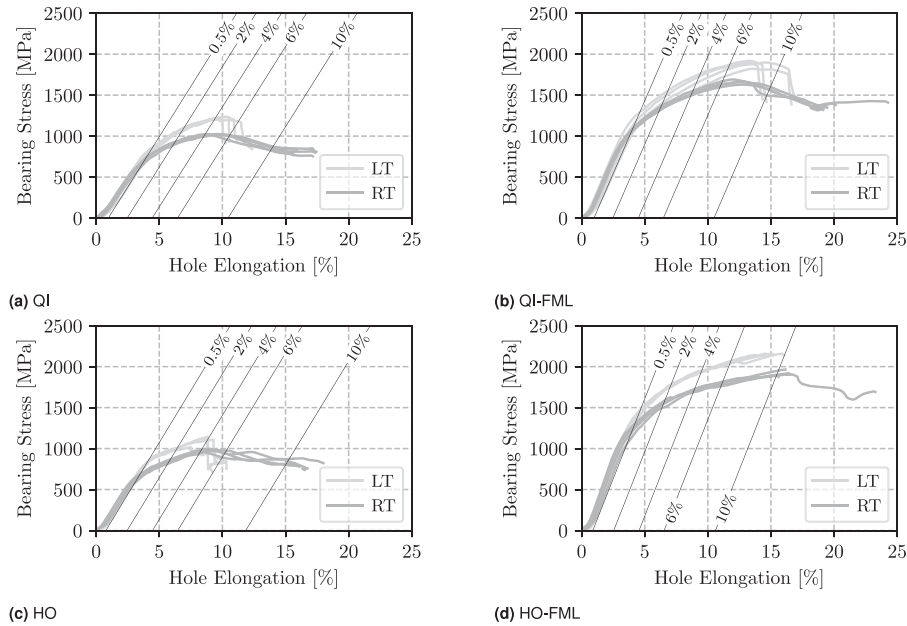 2500
2000
1500
1000
500
0
Bearing Stress [MPa]
0.5%
2%
4%
6%
10%
LT
RT
0 5 10 15 20 25
Hole Elongation [%]
(a) QI
2500
2000
1500
1000
500
0
Bearing Stress [MPa]
0.5%
2%
4%
6%
10%
LT
RT
0 5 10 15 20 25
Hole Elongation [%]
(b) QI-FML
2500
2000
1500
1000
500
0
Bearing Stress [MPa]
0.5%
2%
4%
6%
10%
LT
RT
0 5 10 15 20 25
Hole Elongation [%]
(c) HO
2500
2000
1500
1000
500
0
Bearing Stress [MPa]
0.5%
2%
4%
6%
10%
LT
RT
0 5 10 15 20 25
Hole Elongation [%]
(d) HO-FML